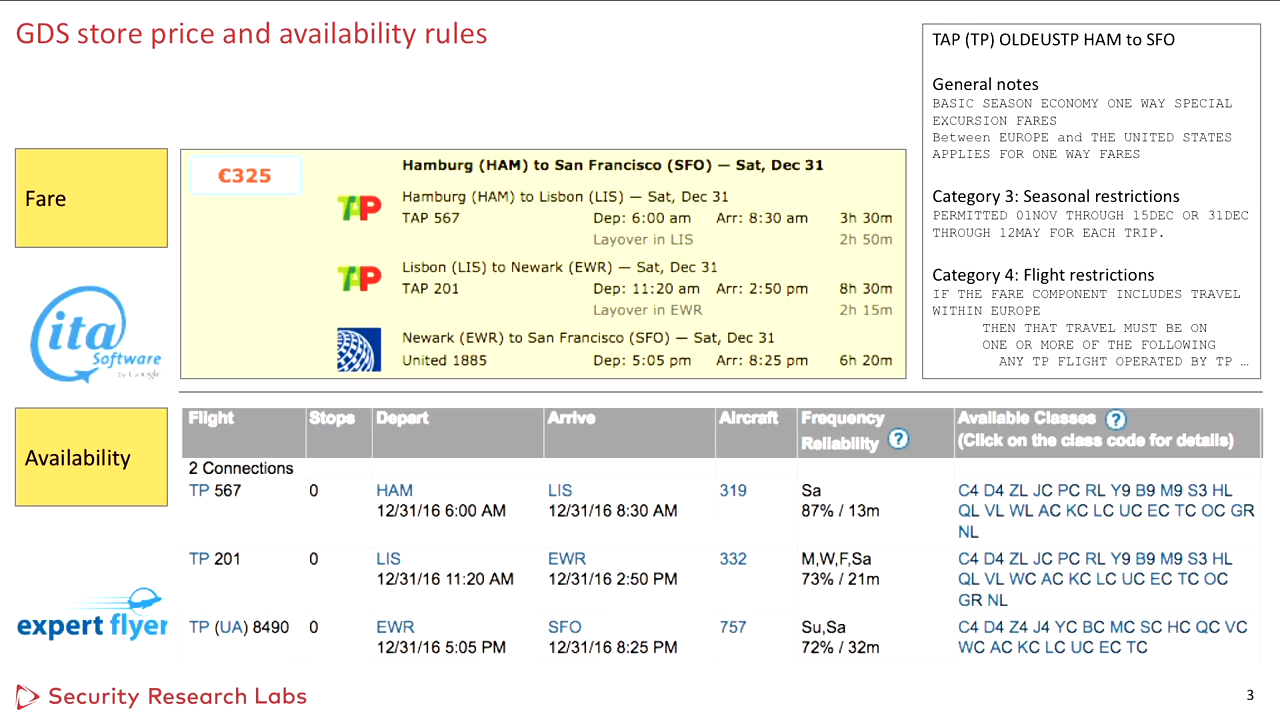 GDS store price and availability rules
TAP (TP) OLDEUSTP HAM to SFO
General notes
BASIC SEASON ECONOMY ONE WAY SPECIAL
EXCURSION FARES
Between EUROPE and THE UNITED STATES
APPLIES FOR ONE WAY FARES
Category 3: Seasonal restrictions
PERMITTED 01NOV THROUGH 15DEC OR 31DEC
THROUGH 12MAY FOR EACH TRIP.
Category 4: Flight restrictions
IF THE FARE COMPONENT INCLUDES TRAVEL
WITHIN EUROPE
THEN THAT TRAVEL MUST BE ON
ONE OR MORE OF THE FOLLOWING
ANY TP FLIGHT OPERATED BY TP …
Fare
€325
Hamburg (HAM) to San Francisco (SFO) — Sat, Dec 31
TAP
Hamburg (HAM) to Lisbon (LIS) — Sat, Dec 31
TAP 567 Dep: 6:00 am Arr: 8:30 am 3h 30m
Layover in LIS 2h 50m
TAP
Lisbon (LIS) to Newark (EWR) — Sat, Dec 31
TAP 201 Dep: 11:20 am Arr: 2:50 pm 8h 30m
Layover in EWR 2h 15m
Newark (EWR) to San Francisco (SFO) — Sat, Dec 31
United 1885 Dep: 5:05 pm Arr: 8:25 pm 6h 20m
ita
Software
by Google
Availability
Flight Stops Depart Arrive Aircraft Frequency Available Classes ?
Reliability ? (Click on the class code for details)
2 Connections
TP 567 0 HAM LIS 319 Sa C4 D4 ZL JC PC RL Y9 B9 M9 S3 HL
12/31/16 6:00 AM 12/31/16 8:30 AM 87% / 13m QL VL WL AC KC LC UC EC TC OC GR
NL
TP 201 0 LIS EWR 332 M,W,F,Sa C4 D4 ZL JC PC RL Y9 B9 M9 S3 HL
12/31/16 11:20 AM 12/31/16 2:50 PM 73% / 21m QL VL WC AC KC LC UC EC TC OC
GR NL
TP (UA) 8490 0 EWR SFO 757 Su,Sa C4 D4 Z4 J4 YC BC MC SC HC QC VC
12/31/16 5:05 PM 12/31/16 8:25 PM 72% / 32m WC AC KC LC UC EC TC
expert flyer
Security Research Labs
3